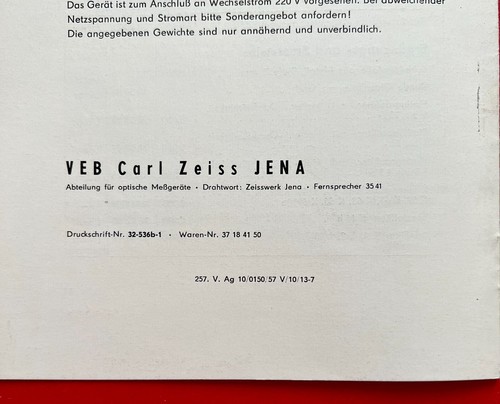 Das Gerät ist zum Anschluß an Wechselstrom 220 V vorgesehen. Bei abweichender
Netzspannung und Stromart bitte Sonderangebot anfordern!
Die angegebenen Gewichte sind nur annähernd und unverbindlich.
VEB Carl Zeiss JENA
Abteilung für optische Meßgeräte • Drahtwort: Zeisswerk Jena • Fernsprecher 35 41
Druckschrift-Nr. 32-536b-1 • Waren-Nr. 37 18 41 50
257. V. Ag 10/0150/57 V/10/13-7